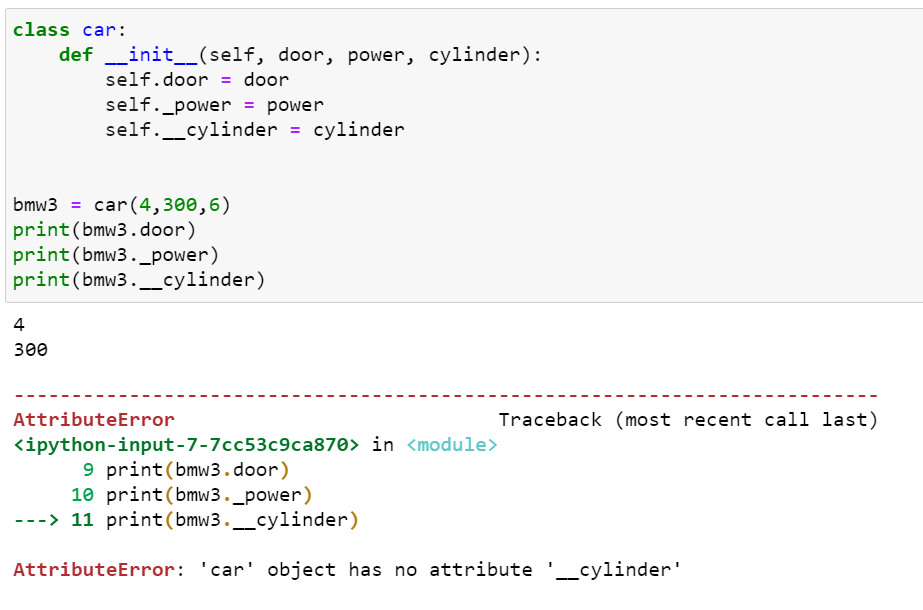 class car:
    def __init__(self, door, power, cylinder):
        self.door = door
        self._power = power
        self.__cylinder = cylinder
bmw3 = car(4,300,6)
print(bmw3.door)
print(bmw3._power)
print(bmw3.__cylinder)
4
300
---------------------------------------------------------------------------
AttributeError                            Traceback (most recent call last)
<ipython-input-7-7cc53c9ca870> in <module>
      9 print(bmw3.door)
     10 print(bmw3._power)
---> 11 print(bmw3.__cylinder)
AttributeError: 'car' object has no attribute '__cylinder'